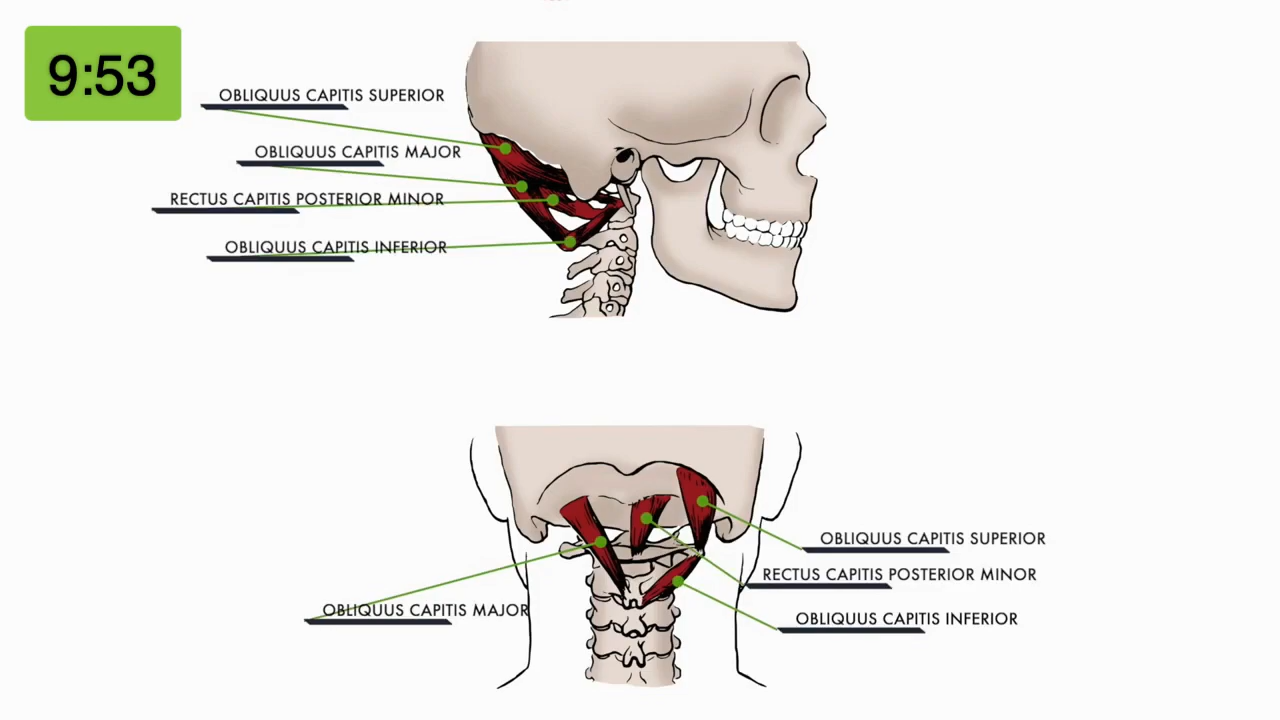 9:53
OBLIQUUS CAPITIS SUPERIOR
OBLIQUUS CAPITIS MAJOR
RECTUS CAPITIS POSTERIOR MINOR
OBLIQUUS CAPITIS INFERIOR
OBLIQUUS CAPITIS SUPERIOR
RECTUS CAPITIS POSTERIOR MINOR
OBLIQUUS CAPITIS MAJOR
OBLIQUUS CAPITIS INFERIOR